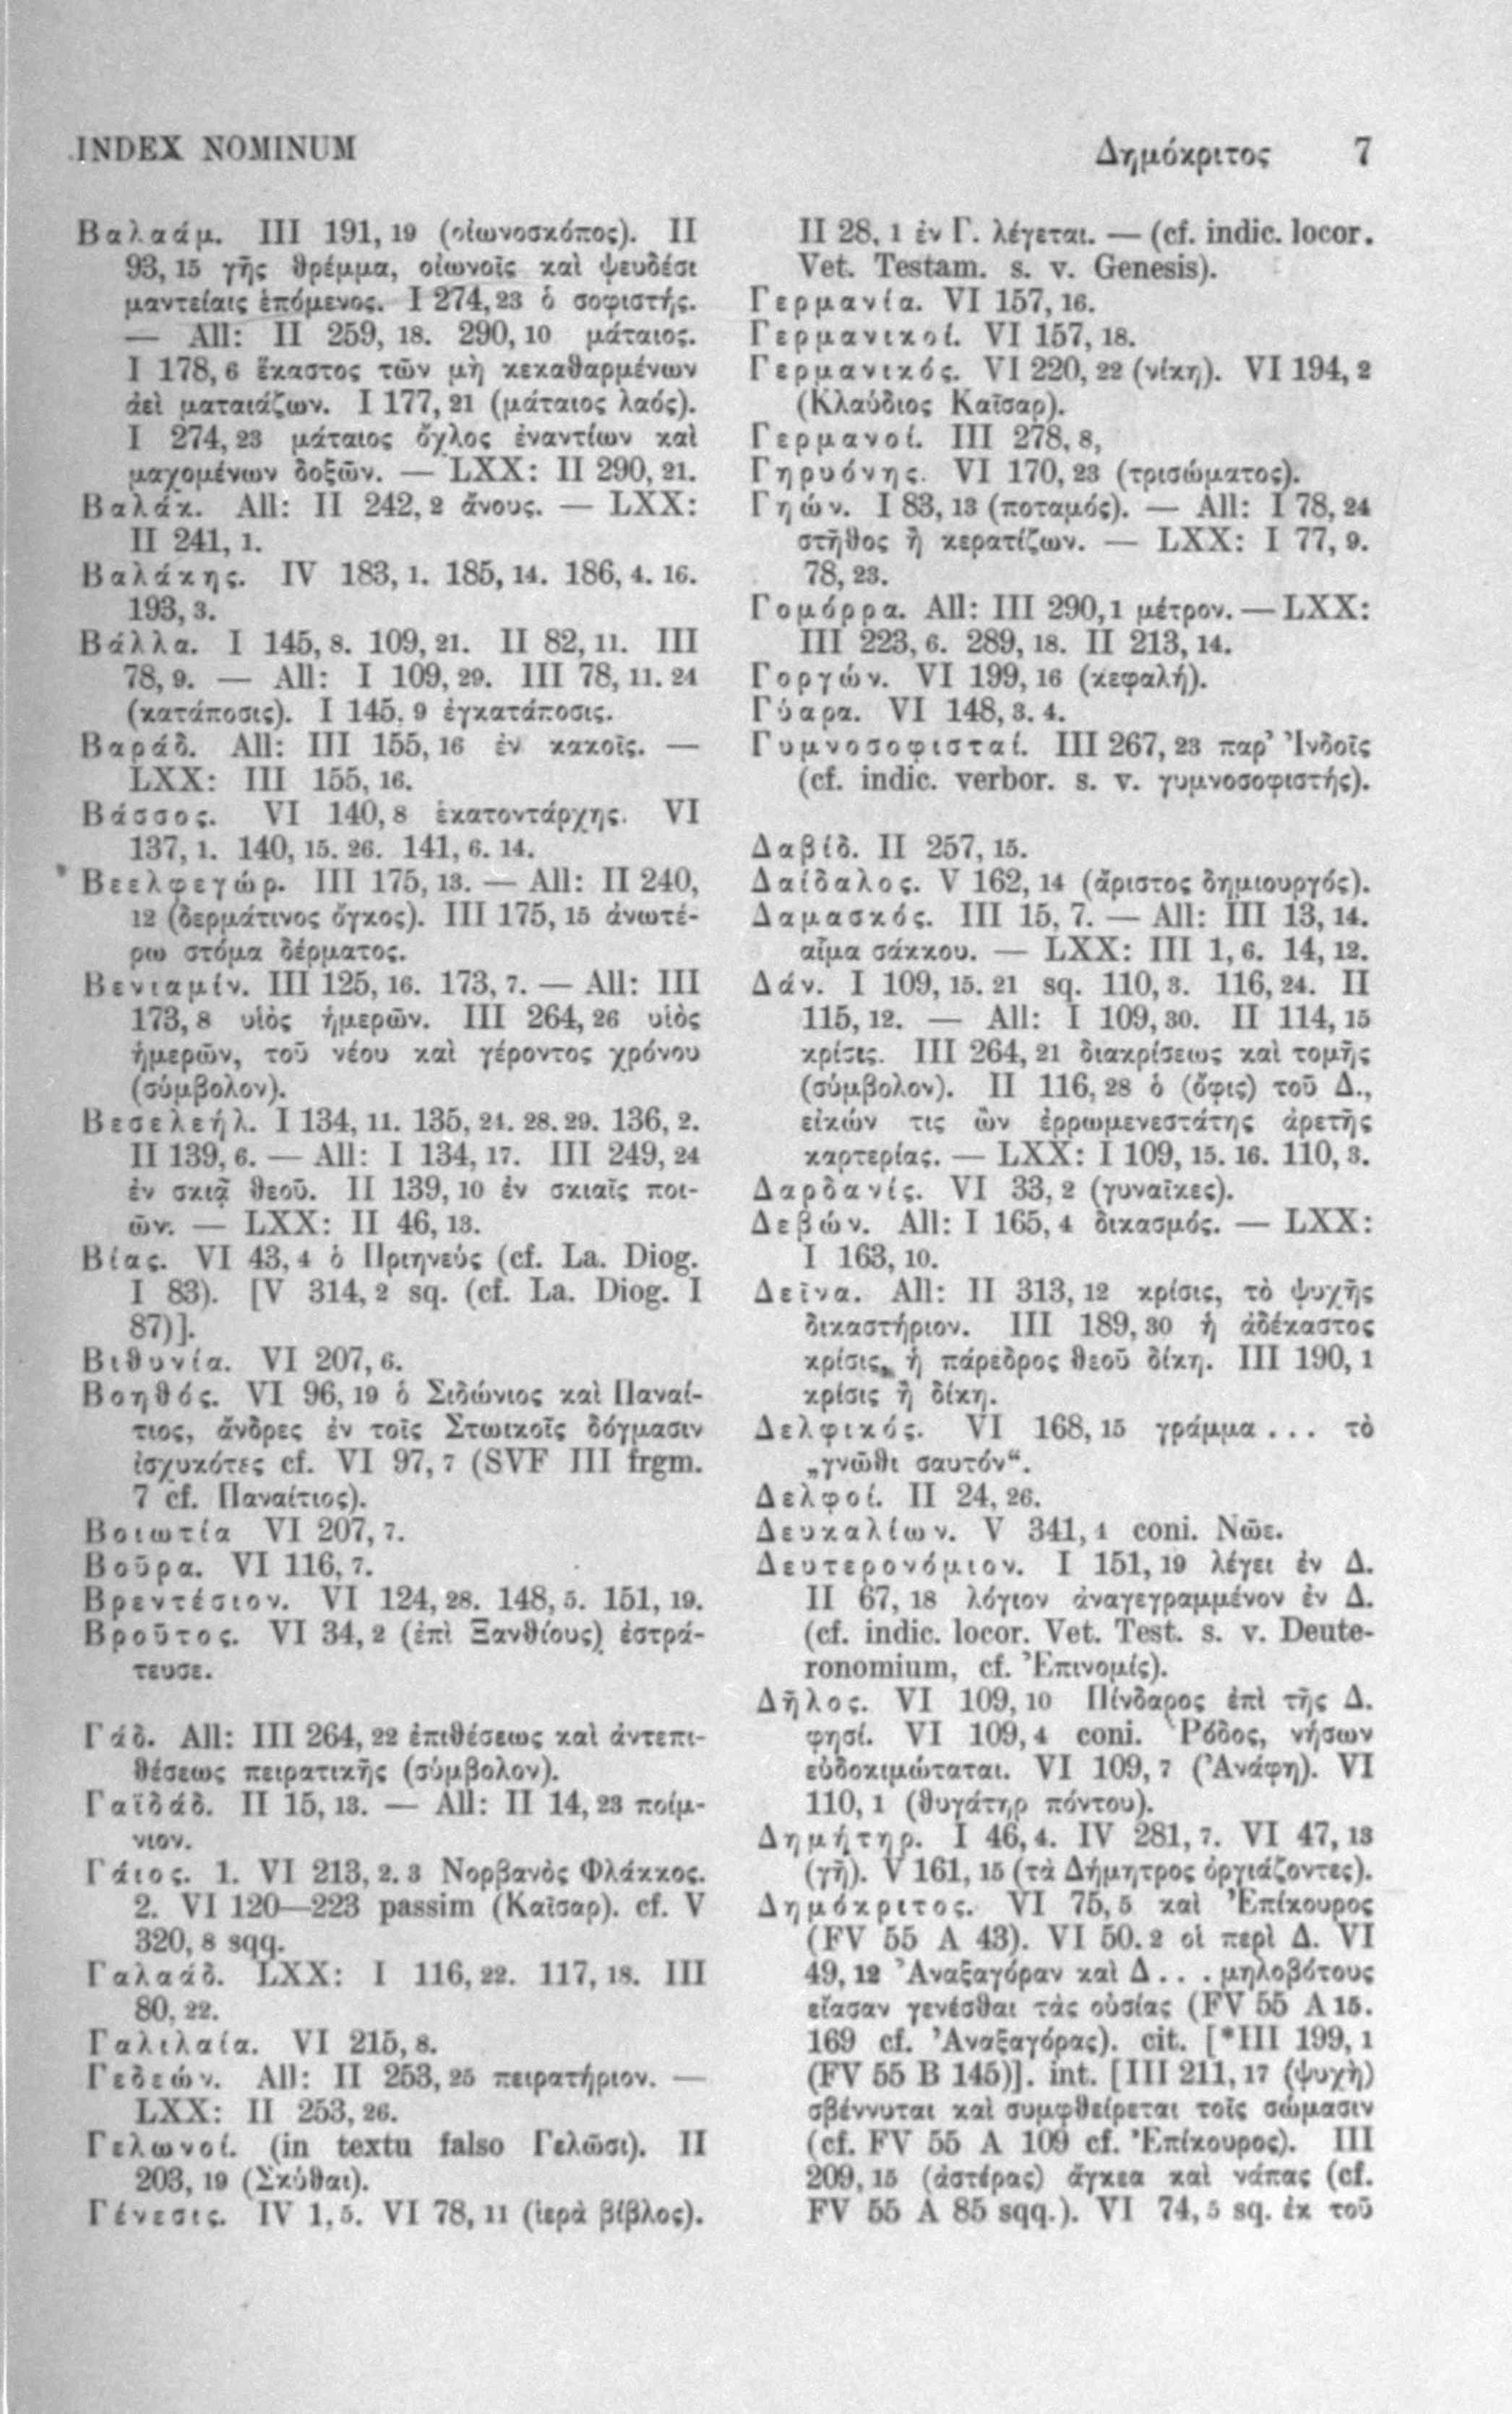 INDEX NOMINUM
Δημόκριτος 7
Βαλαάμ. III 191, 19 (οἰωνοσκόπος). II
93, 15 γῆς θρέμμα, οἰωνοῖς καὶ ψευδέσι
μαντείαις ἑπόμενος. I 274, 23 ὁ σοφιστής.
— All: II 259, 18. 290, 10 μάταιος.
I 178, 6 ἕκαστος τῶν μὴ κεκαθαρμένων
ἀεὶ ματαιάζων. I 177, 21 (μάταιος λαός).
I 274, 23 μάταιος ὄχλος ἐναντίων καὶ
μαχομένων δοξῶν. — LXX: II 290, 21.
Βαλάκ. All: II 242, 2 ἄνους. — LXX:
II 241, 1.
Βαλάκης. IV 183, 1. 185, 14. 186, 4. 16.
193, 3.
Βάλλα. I 145, 8. 109, 21. II 82, 11. III
78, 9. — All: I 109, 29. III 78, 11. 24
(κατάποσις). I 145, 9 ἐγκατάποσις.
Βαράδ. All: III 155, 16 ἐν κακοῖς. —
LXX: III 155, 16.
Βάσσος. VI 140, 8 ἑκατοντάρχης. VI
137, 1. 140, 15. 26. 141, 6. 14.
Βεελφεγώρ. III 175, 13. — All: II 240,
12 (δερμάτινος ὄγκος). III 175, 15 ἀνωτέ-
ρω στόμα δέρματος.
Βενιαμίν. III 125, 16. 173, 7. — All: III
173, 8 υἱὸς ἡμερῶν. III 264, 26 υἱὸς
ἡμερῶν, τοῦ νέου καὶ γέροντος χρόνου
(σύμβολον).
Βεσελεήλ. I 134, 11. 135, 21. 28. 29. 136, 2.
II 139, 6. — All: I 134, 17. III 249, 24
ἐν σκιᾷ θεοῦ. II 139, 10 ἐν σκιαῖς ποι-
ῶν. — LXX: II 46, 13.
Βίας. VI 43, 4 ὁ Πριηνεύς (cf. La. Diog.
I 83). [V 314, 2 sq. (cf. La. Diog. I
87)].
Βιθυνία. VI 207, 6.
Βοηθός. VI 96, 19 ὁ Σιδώνιος καὶ Παναί-
τιος, ἄνδρες ἐν τοῖς Στωικοῖς δόγμασιν
ἰσχυκότες cf. VI 97, 7 (SVF III frgm.
7 cf. Παναίτιος).
Βοιωτία VI 207, 7.
Βοῦρα. VI 116, 7.
Βρεντέσιον. VI 124, 28. 148, 5. 151, 19.
Βροῦτος. VI 34, 2 (ἐπὶ Ξανθίους) ἐστρά-
τευσε.
Γάδ. All: III 264, 22 ἐπιθέσεως καὶ ἀντεπι-
θέσεως πειρατικῆς (σύμβολον).
Γαϊδάδ. II 15, 13. — All: II 14, 23 ποίμ-
νιον.
Γάιος. 1. VI 213, 2. 3 Νορβανὸς Φλάκκος.
2. VI 120—223 passim (Καῖσαρ). cf. V
320, 8 sqq.
Γαλαάδ. LXX: I 116, 22. 117, 18. III
80, 22.
Γαλιλαία. VI 215, 8.
Γεδεών. All: II 253, 25 πειρατήριον. —
LXX: II 253, 26.
Γελωνοί. (in textu falso Γελῶσι). II
203, 19 (Σκύθαι).
Γένεσις. IV 1, 5. VI 78, 11 (ἱερὰ βίβλος).
II 28, 1 ἐν Γ. λέγεται. — (cf. indic. locor.
Vet. Testam. s. v. Genesis).
Γερμανία. VI 157, 16.
Γερμανικοί. VI 157, 18.
Γερμανικός. VI 220, 22 (νίκη). VI 194, 2
(Κλαύδιος Καῖσαρ).
Γερμανοί. III 278, 8,
Γηρυόνης. VI 170, 23 (τρισώματος).
Γηών. I 83, 13 (ποταμός). — All: I 78, 24
στῆθος ἢ κερατίζων. — LXX: I 77, 9.
78, 23.
Γομόρρα. All: III 290, 1 μέτρον. — LXX:
III 223, 6. 289, 18. II 213, 14.
Γοργών. VI 199, 16 (κεφαλή).
Γύαρα. VI 148, 3. 4.
Γυμνοσοφισταί. III 267, 23 παρ’ Ἰνδοῖς
(cf. indic. verbor. s. v. γυμνοσοφιστής).
Δαβίδ. II 257, 15.
Δαίδαλος. V 162, 14 (ἄριστος δημιουργός).
Δαμασκός. III 15, 7. — All: III 13, 14.
αἷμα σάκκου. — LXX: III 1, 6. 14, 12.
Δάν. I 109, 15. 21 sq. 110, 3. 116, 24. II
115, 12. — All: I 109, 30. II 114, 15
κρίσις. III 264, 21 διακρίσεως καὶ τομῆς
(σύμβολον). II 116, 28 ὁ (ὄφις) τοῦ Δ.,
εἰκών τις ὢν ἐρρωμενεστάτης ἀρετῆς
καρτερίας. — LXX: I 109, 15. 16. 110, 3.
Δαρδανίς. VI 33, 2 (γυναῖκες).
Δεβών. All: I 165, 4 δικασμός. — LXX:
I 163, 10.
Δεῖνα. All: II 313, 12 κρίσις, τὸ ψυχῆς
δικαστήριον. III 189, 30 ἡ ἀδέκαστος
κρίσις, ἡ πάρεδρος θεοῦ δίκη. III 190, 1
κρίσις ἢ δίκη.
Δελφικός. VI 168, 15 γράμμα ... τὸ
„γνῶθι σαυτόν“.
Δελφοί. II 24, 26.
Δευκαλίων. V 341, 1 coni. Νῶε.
Δευτερονόμιον. I 151, 19 λέγει ἐν Δ.
II 67, 18 λόγιον ἀναγεγραμμένον ἐν Δ.
(cf. indic. locor. Vet. Test. s. v. Deute-
ronomium, cf. Ἐπινομίς).
Δῆλος. VI 109, 10 Πίνδαρος ἐπὶ τῆς Δ.
φησί. VI 109, 4 coni. Ῥόδος, νήσων
εὐδοκιμώταται. VI 109, 7 (Ἀνάφη). VI
110, 1 (θυγάτηρ πόντου).
Δημήτηρ. I 46, 4. IV 281, 7. VI 47, 13
(γῆ). V 161, 15 (τὰ Δήμητρος ὀργιάζοντες).
Δημόκριτος. VI 75, 5 καὶ Ἐπίκουρος
(FV 55 A 43). VI 50. 2 οἱ περὶ Δ. VI
49, 12 Ἀναξαγόραν καὶ Δ... μηλοβότους
εἴασαν γενέσθαι τὰς οὐσίας (FV 55 A 15.
169 cf. Ἀναξαγόρας). cit. [*III 199, 1
(FV 55 B 145)]. int. [III 211, 17 (ψυχὴ)
σβέννυται καὶ συμφθείρεται τοῖς σώμασιν
(cf. FV 55 A 109 cf. Ἐπίκουρος). III
209, 15 (ἀστέρας) ἄγκεα καὶ νάπας (cf.
FV 55 A 85 sqq.). VI 74, 5 sq. ἐκ τοῦ